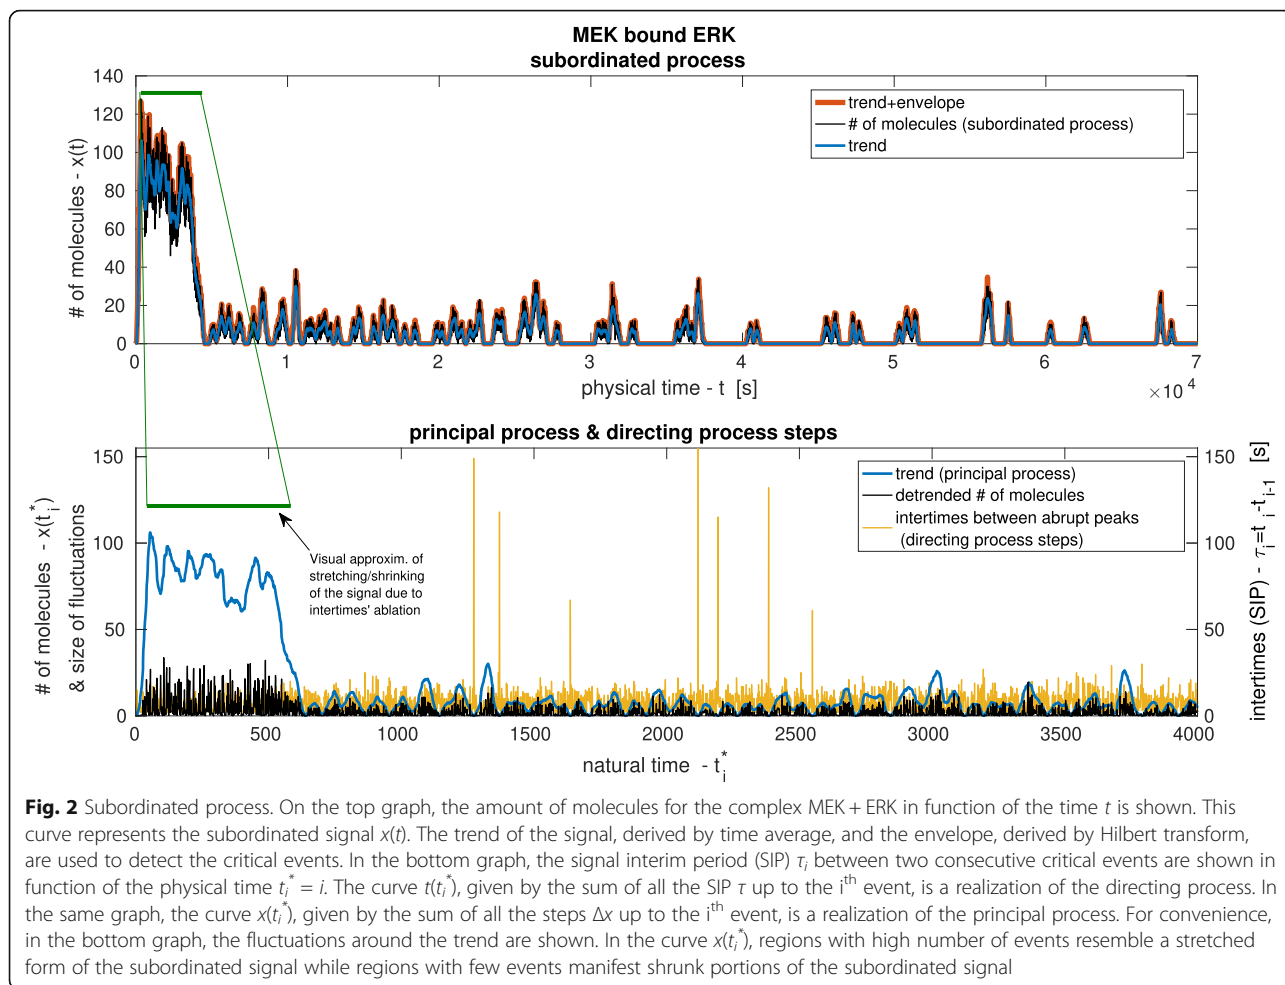 MEK bound ERK
subordinated process
140
120
100
80
60
40
20
0
# of molecules - x(t)
trend+envelope
# of molecules (subordinated process)
trend
0 1 2 3 4 5 6 7
×10^4
physical time - t [s]
principal process & directing process steps
150
100
50
0
# of molecules - x(t_i^*)
& size of fluctuations
trend (principal process)
detrended # of molecules
intertimes between abrupt peaks
(directing process steps)
Visual approxim. of
stretching/shrinking
of the signal due to
intertimes' ablation
150
100
50
0
intertimes (SIP) - τ_i=t_i-t_{i-1} [s]
0 500 1000 1500 2000 2500 3000 3500 4000
natural time - t_i^*
Fig. 2 Subordinated process. On the top graph, the amount of molecules for the complex MEK + ERK in function of the time t is shown. This
curve represents the subordinated signal x(t). The trend of the signal, derived by time average, and the envelope, derived by Hilbert transform,
are used to detect the critical events. In the bottom graph, the signal interim period (SIP) τ_i between two consecutive critical events are shown in
function of the physical time t_i^* = i. The curve t(t_i^*), given by the sum of all the SIP τ up to the i^th event, is a realization of the directing process. In
the same graph, the curve x(t_i^*), given by the sum of all the steps Δx up to the i^th event, is a realization of the principal process. For convenience,
in the bottom graph, the fluctuations around the trend are shown. In the curve x(t_i^*), regions with high number of events resemble a stretched
form of the subordinated signal while regions with few events manifest shrunk portions of the subordinated signal